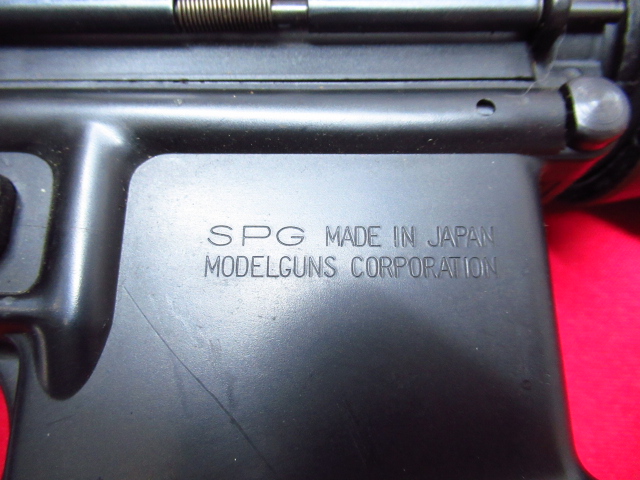 SPG MADE IN JAPAN
MODELGUNS CORPORATION